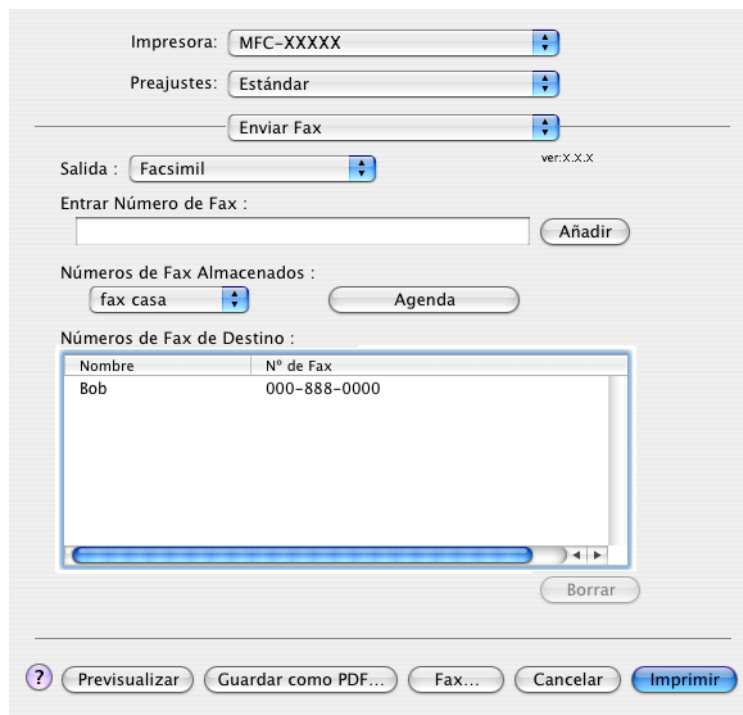 Impresora: MFC-XXXXX
Preajustes: Estándar
Enviar Fax
ver:X.X.X
Salida : Facsimil
Entrar Número de Fax :
Añadir
Números de Fax Almacenados :
fax casa Agenda
Números de Fax de Destino :
Nombre Nº de Fax
Bob 000-888-0000
Borrar
? Previsualizar Guardar como PDF... Fax... Cancelar Imprimir